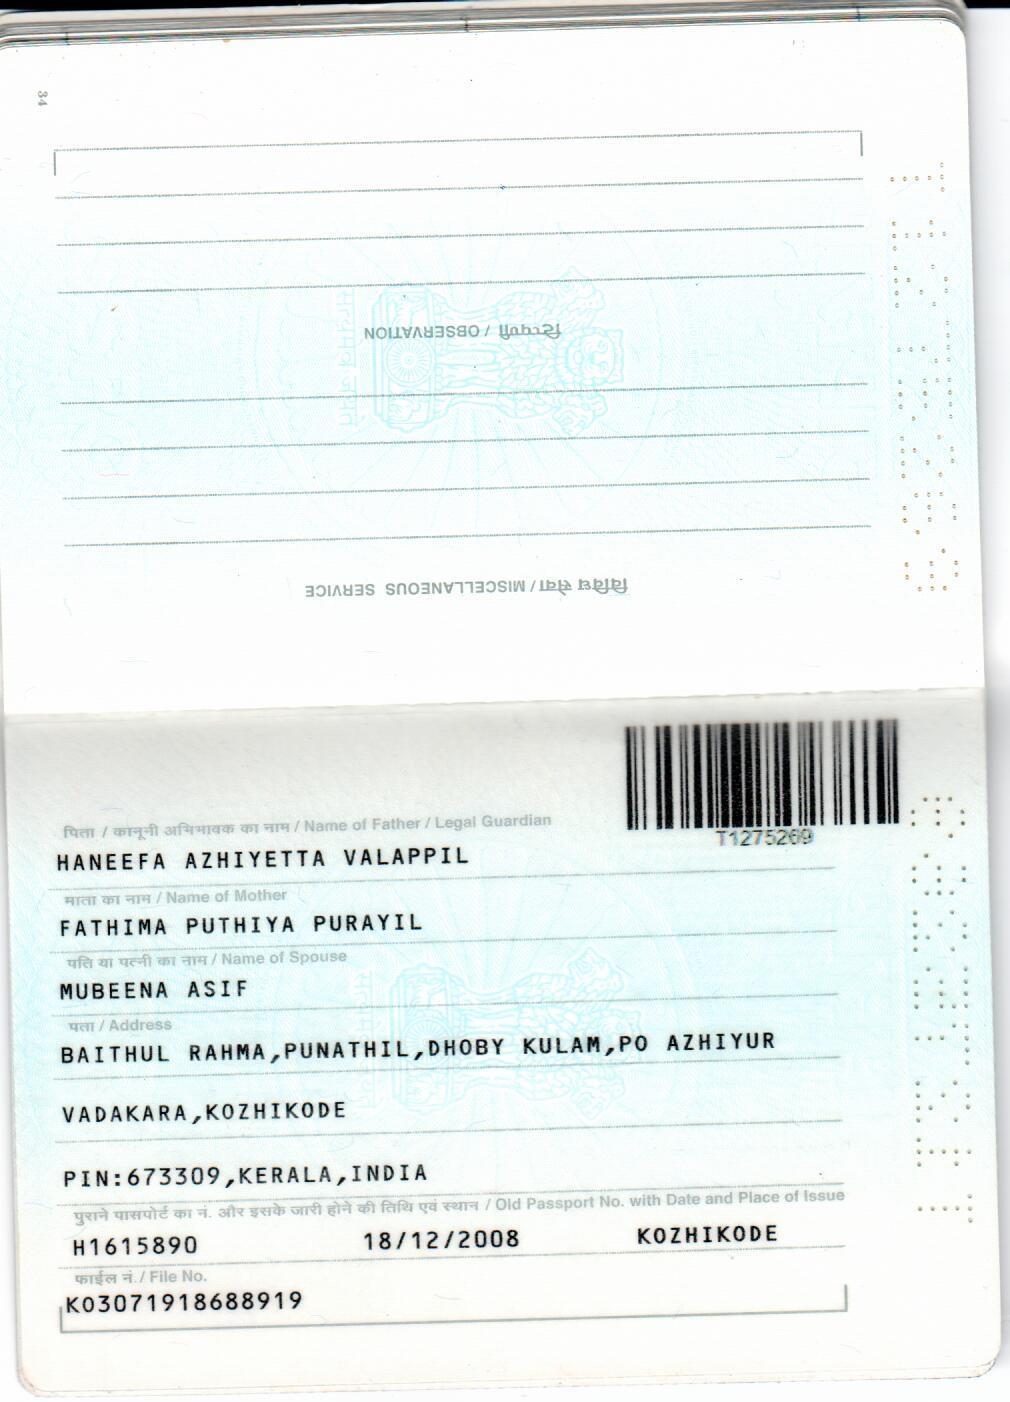 34
टिप्पणी / OBSERVATION
विविध सेवा / MISCELLANEOUS SERVICE
T1275269
पिता / कानूनी अभिभावक का नाम / Name of Father / Legal Guardian
HANEEFA AZHIYETTA VALAPPIL
माता का नाम / Name of Mother
FATHIMA PUTHIYA PURAYIL
पति या पत्नी का नाम / Name of Spouse
MUBEENA ASIF
पता / Address
BAITHUL RAHMA,PUNATHIL,DHOBY KULAM,PO AZHIYUR
VADAKARA,KOZHIKODE
PIN:673309,KERALA,INDIA
पुराने पासपोर्ट का नं. और इसके जारी होने की तिथि एवं स्थान / Old Passport No. with Date and Place of Issue
H1615890 18/12/2008 KOZHIKODE
फाईल नं./ File No.
K03071918688919